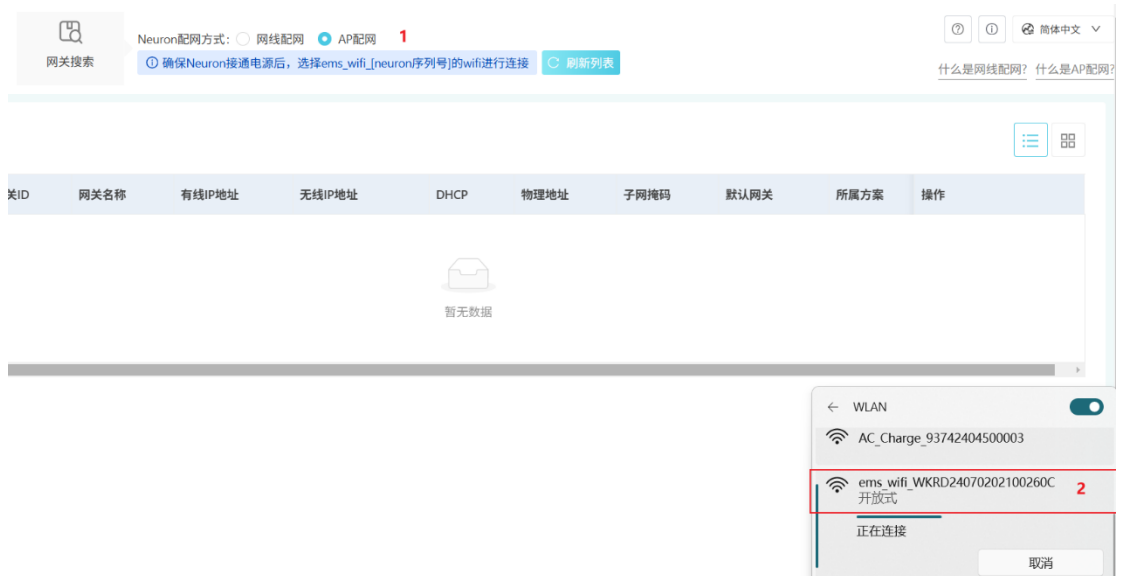 网关搜索
Neuron配网方式: 网线配网 AP配网 1
确保Neuron接通电源后，选择ems_wifi_[neuron序列号]的wifi进行连接 刷新列表
简体中文
什么是网线配网? 什么是AP配网?
关ID 网关名称 有线IP地址 无线IP地址 DHCP 物理地址 子网掩码 默认网关 所属方案 操作
暂无数据
WLAN
AC_Charge_93742404500003
ems_wifi_WKRD24070202100260C 2
开放式
正在连接
取消